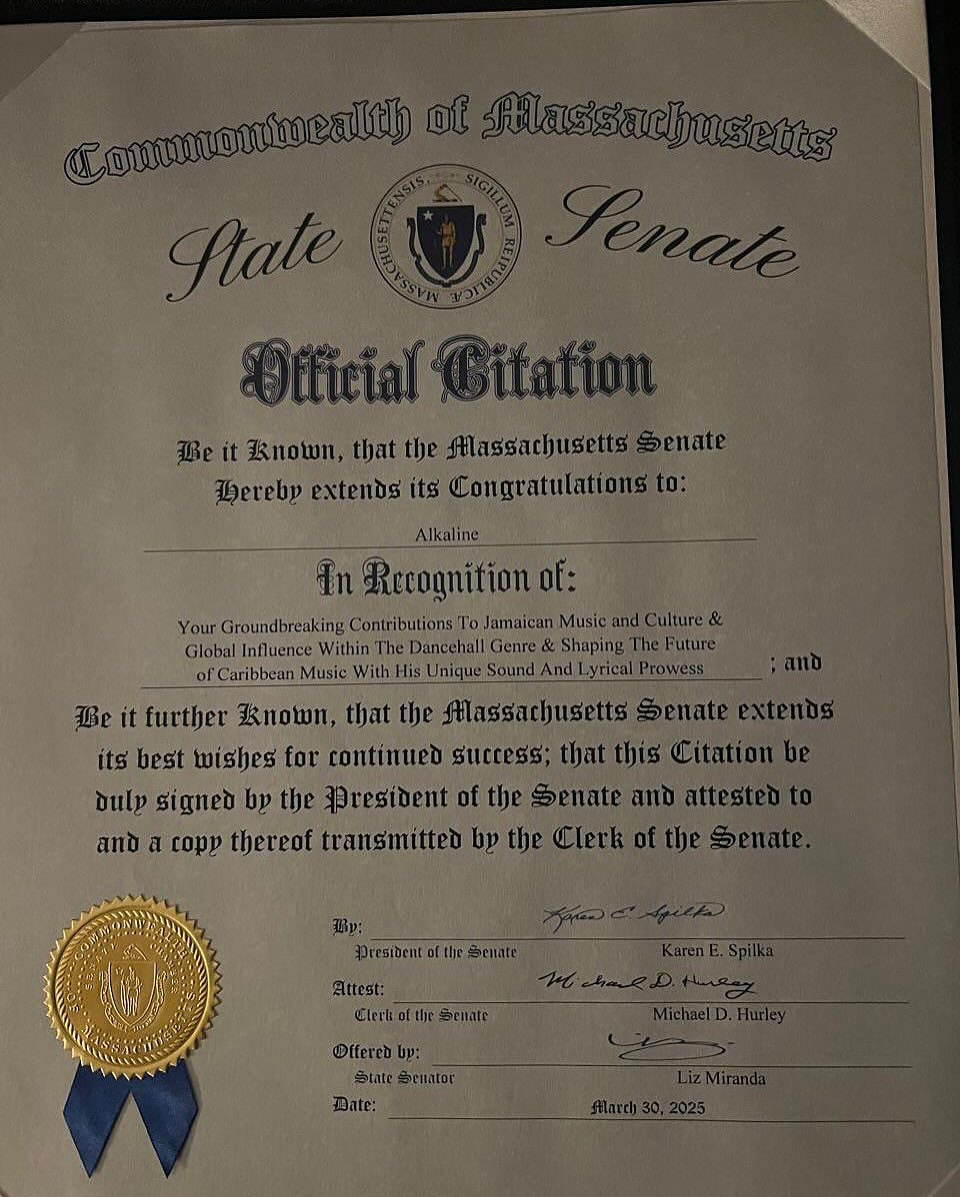 Commonwealth of Massachusetts
State Senate
SIGILLUM REIPUBLICÆ MASSACHUSETTENSIS.
Official Citation
Be it Known, that the Massachusetts Senate
Hereby extends its Congratulations to:
Alkaline
In Recognition of:
Your Groundbreaking Contributions To Jamaican Music and Culture &
Global Influence Within The Dancehall Genre & Shaping The Future
of Caribbean Music With His Unique Sound And Lyrical Prowess
; and
Be it further Known, that the Massachusetts Senate extends
its best wishes for continued success; that this Citation be
duly signed by the President of the Senate and attested to
and a copy thereof transmitted by the Clerk of the Senate.
By: Karen E. Spilka
President of the Senate Karen E. Spilka
Attest: Michael D. Hurley
Clerk of the Senate Michael D. Hurley
Offered by:
State Senator Liz Miranda
Date: March 30, 2025
COMMONWEALTH
MASSACHUSETTS